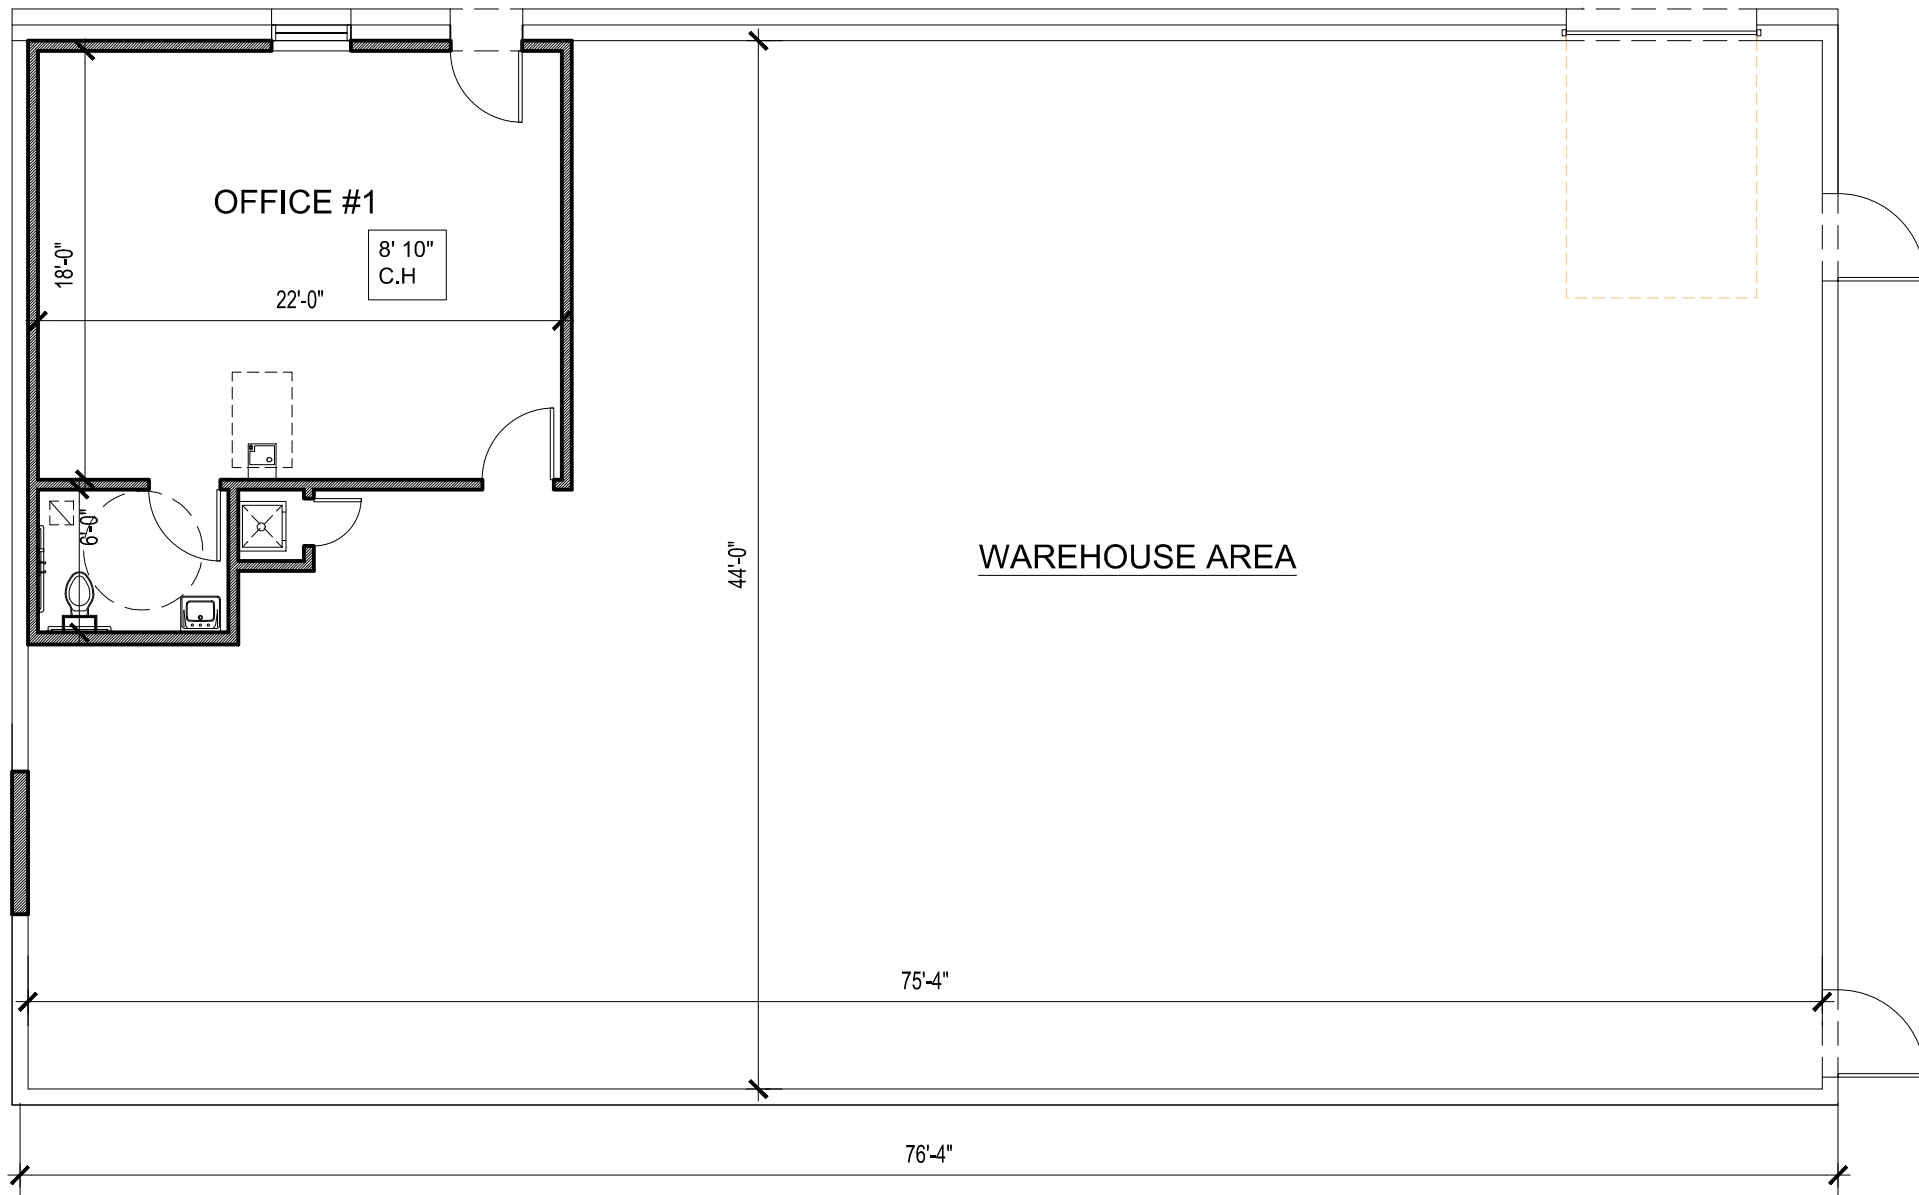 OFFICE #1
8' 10"
C.H
18'-0"
22'-0"
6'-0"
44'-0"
WAREHOUSE AREA
75'-4"
76'-4"